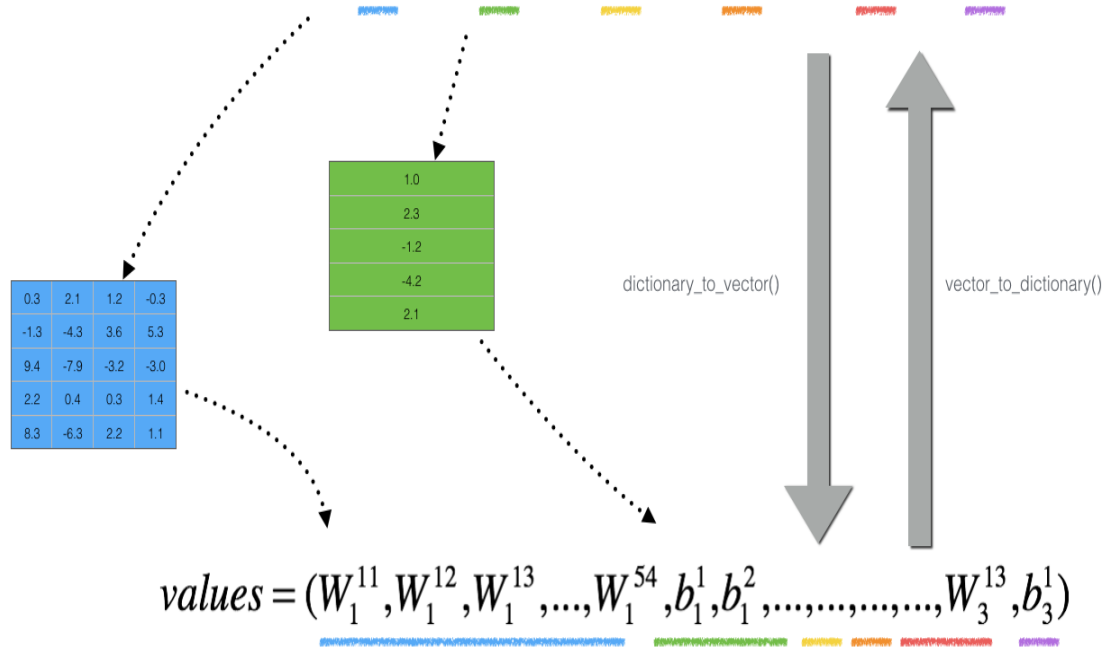 1.0
2.3
-1.2
-4.2
2.1
dictionary_to_vector()
vector_to_dictionary()
0.3 2.1 1.2 -0.3
-1.3 -4.3 3.6 5.3
9.4 -7.9 -3.2 -3.0
2.2 0.4 0.3 1.4
8.3 -6.3 2.2 1.1
values = (W₁¹¹,W₁¹²,W₁¹³,...,W₁⁵⁴,b₁¹,b₁²,...,...,...,...,W₃¹³,b₃¹)